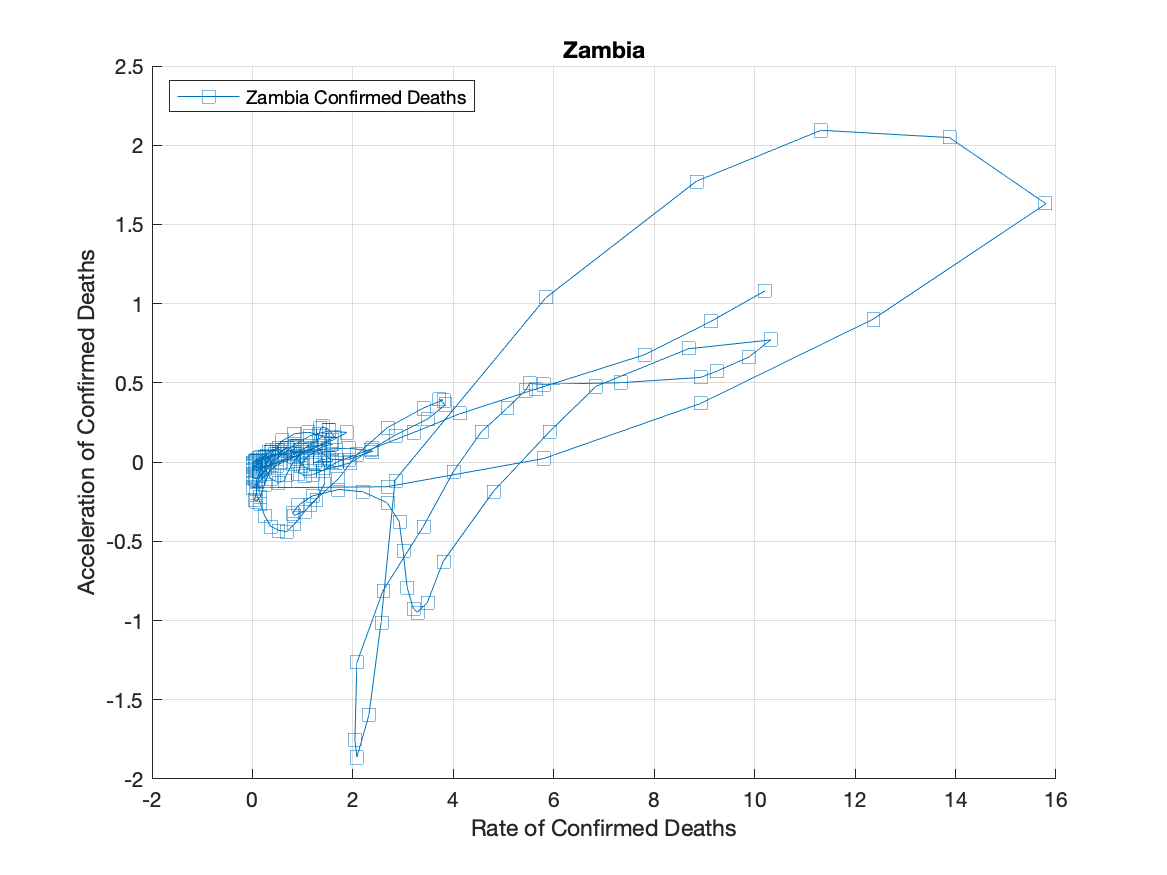 Zambia
2.5
Zambia Confirmed Deaths
2
1.5
1
0.5
0
-0.5
-1
-1.5
-2
Acceleration of Confirmed Deaths
-2 0 2 4 6 8 10 12 14 16
Rate of Confirmed Deaths